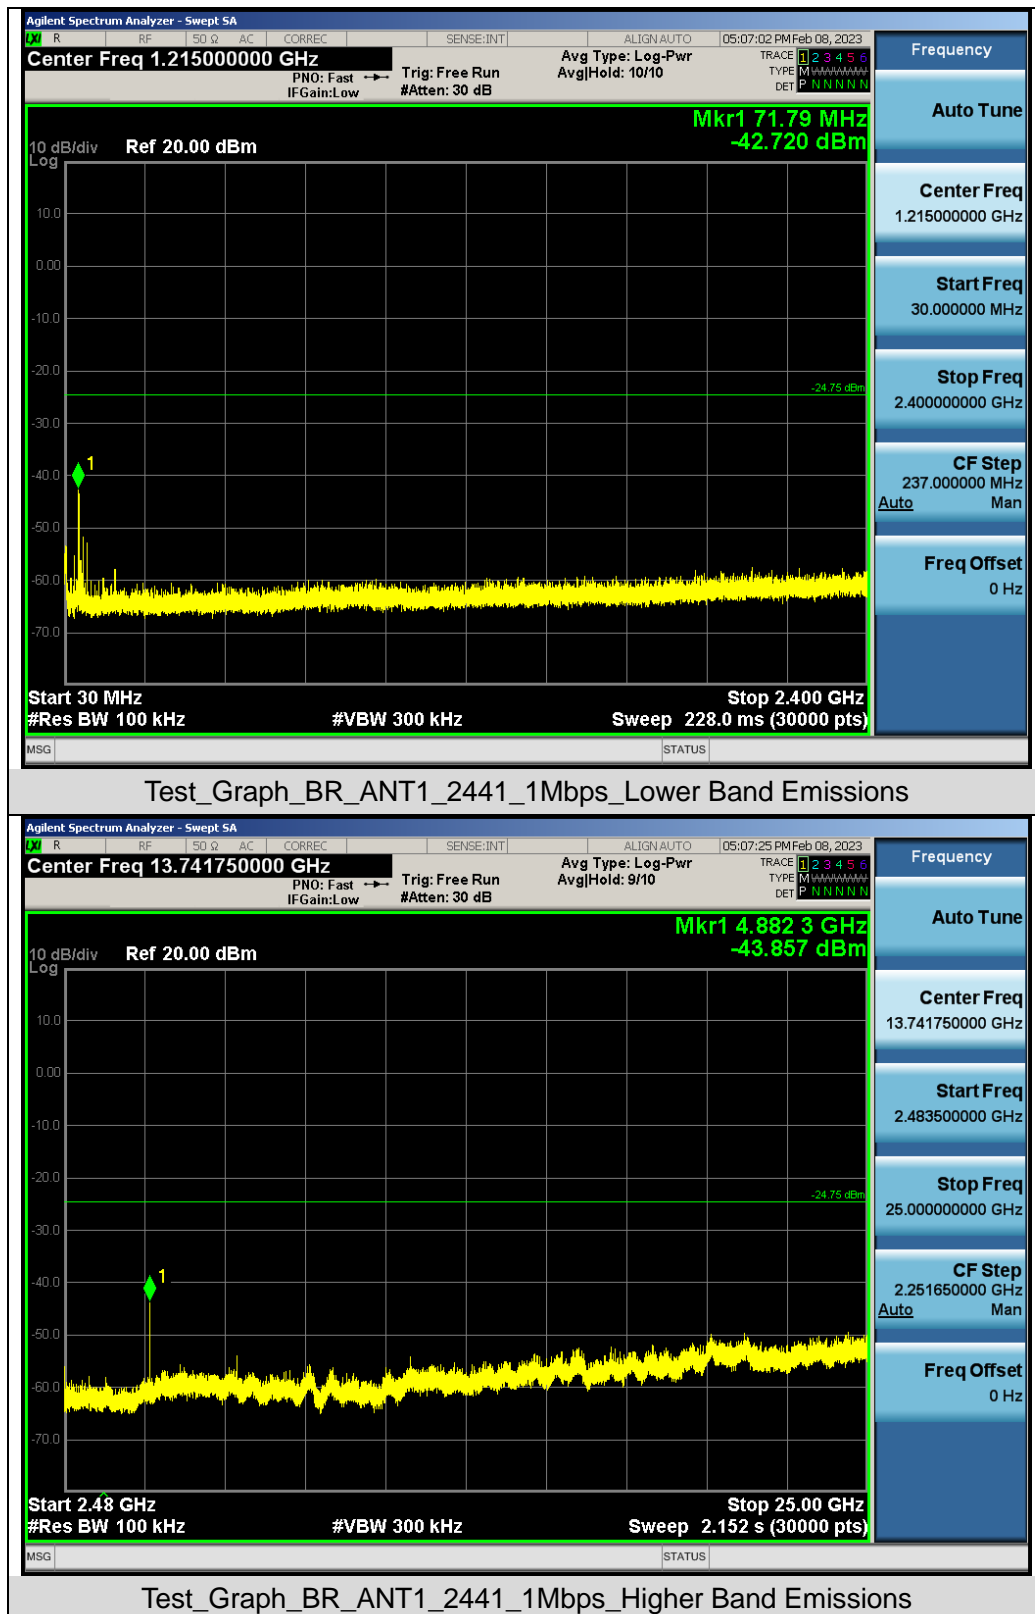 Agilent Spectrum Analyzer - Swept SA
LXI R RF 50 Ω AC CORREC SENSE:INT ALIGN AUTO 05:07:02 PM Feb 08, 2023
Center Freq 1.215000000 GHz
PNO: Fast
IFGain:Low
Trig: Free Run
#Atten: 30 dB
Avg Type: Log-Pwr
Avg|Hold: 10/10
TRACE 1 2 3 4 5 6
TYPE M
DET P N N N N N
Mkr1 71.79 MHz
-42.720 dBm
10 dB/div Ref 20.00 dBm
Log
10.0
0.00
-10.0
-20.0
-24.75 dBm
-30.0
-40.0
1
-50.0
-60.0
-70.0
Start 30 MHz Stop 2.400 GHz
#Res BW 100 kHz #VBW 300 kHz Sweep 228.0 ms (30000 pts)
MSG STATUS
Frequency
Auto Tune
Center Freq
1.215000000 GHz
Start Freq
30.000000 MHz
Stop Freq
2.400000000 GHz
CF Step
237.000000 MHz
Auto Man
Freq Offset
0 Hz
Test_Graph_BR_ANT1_2441_1Mbps_Lower Band Emissions
Agilent Spectrum Analyzer - Swept SA
LXI R RF 50 Ω AC CORREC SENSE:INT ALIGN AUTO 05:07:25 PM Feb 08, 2023
Center Freq 13.741750000 GHz
PNO: Fast
IFGain:Low
Trig: Free Run
#Atten: 30 dB
Avg Type: Log-Pwr
Avg|Hold: 9/10
TRACE 1 2 3 4 5 6
TYPE M
DET P N N N N N
Mkr1 4.882 3 GHz
-43.857 dBm
10 dB/div Ref 20.00 dBm
Log
10.0
0.00
-10.0
-20.0
-24.75 dBm
-30.0
-40.0
1
-50.0
-60.0
-70.0
Start 2.48 GHz Stop 25.00 GHz
#Res BW 100 kHz #VBW 300 kHz Sweep 2.152 s (30000 pts)
MSG STATUS
Frequency
Auto Tune
Center Freq
13.741750000 GHz
Start Freq
2.483500000 GHz
Stop Freq
25.000000000 GHz
CF Step
2.251650000 GHz
Auto Man
Freq Offset
0 Hz
Test_Graph_BR_ANT1_2441_1Mbps_Higher Band Emissions